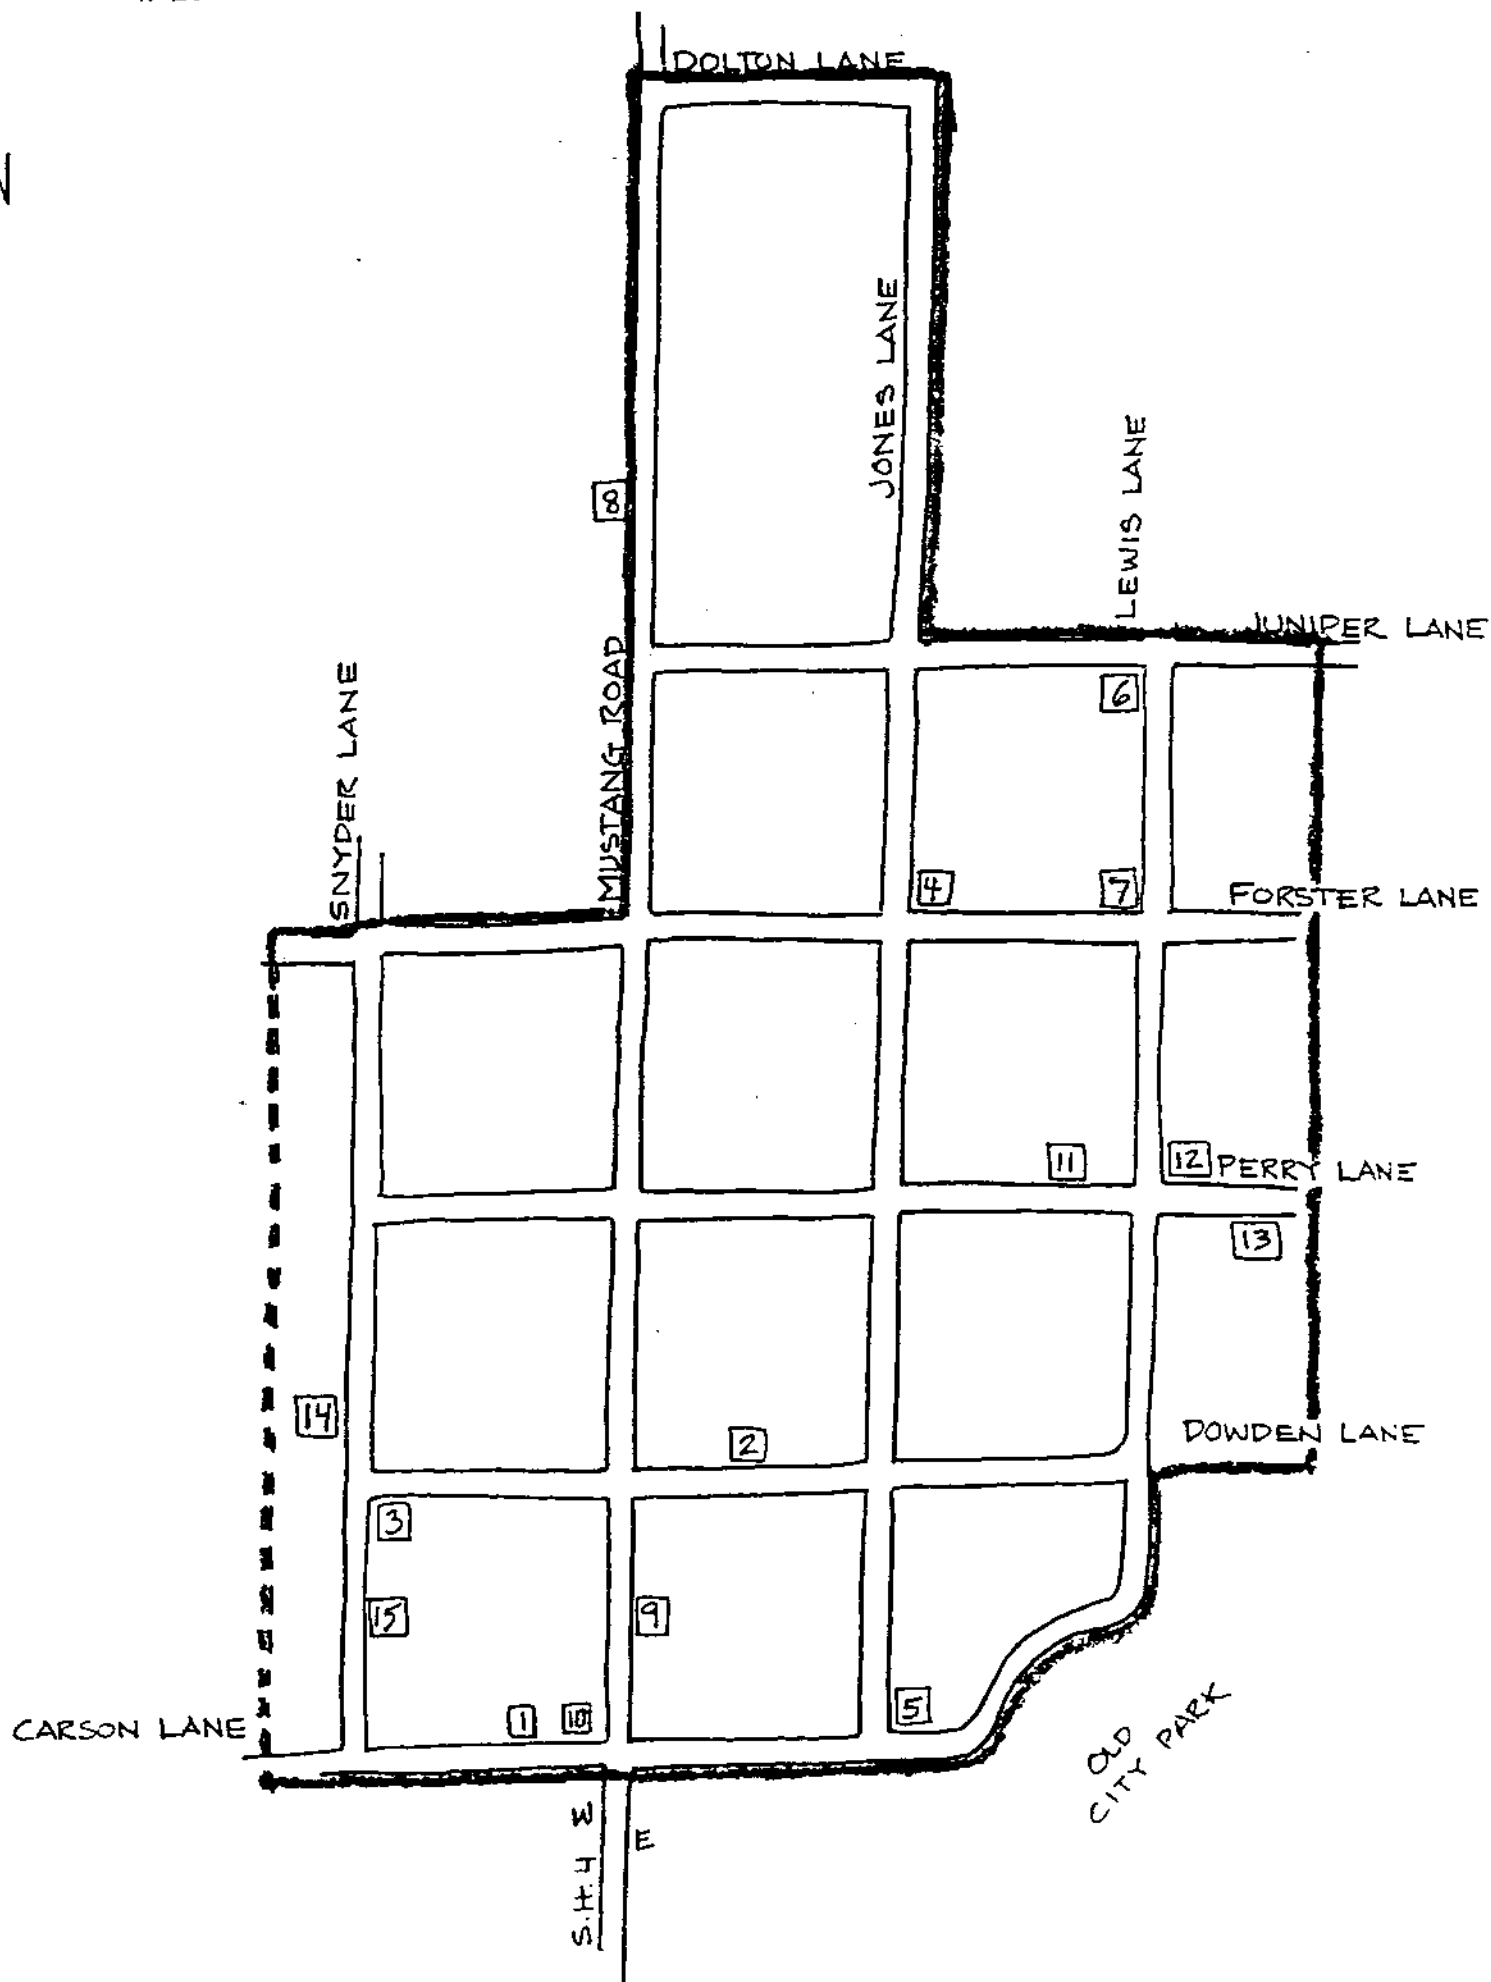 DOLTON LANE
N
JONES LANE
LEWIS LANE
8
JUNIPER LANE
SNYDER LANE
MUSTANG ROAD
6
4
7
FORSTER LANE
11
12
PERRY LANE
13
14
2
DOWDEN LANE
3
15
9
1
10
5
CARSON LANE
OLD
CITY PARK
W
E
S.H. 4